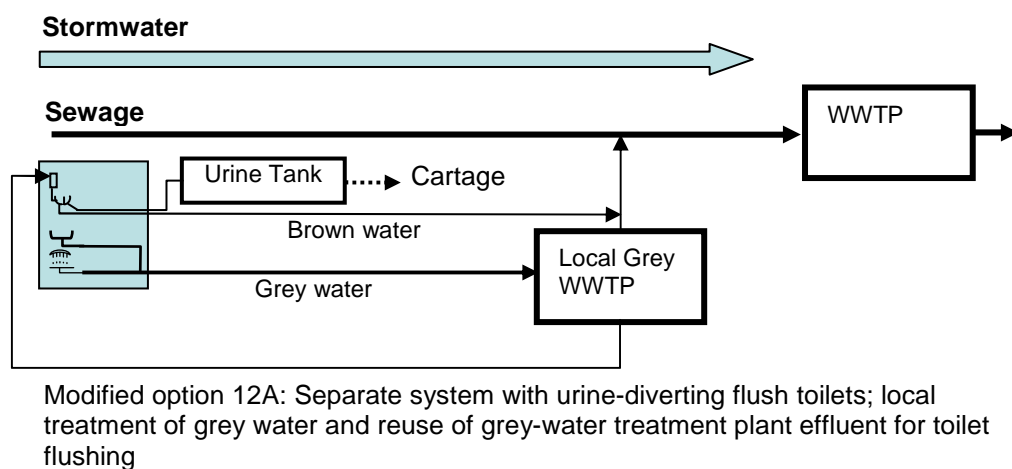 Stormwater
Sewage
WWTP
Urine Tank
Cartage
Brown water
Local Grey
WWTP
Grey water
Modified option 12A: Separate system with urine-diverting flush toilets; local
treatment of grey water and reuse of grey-water treatment plant effluent for toilet
flushing